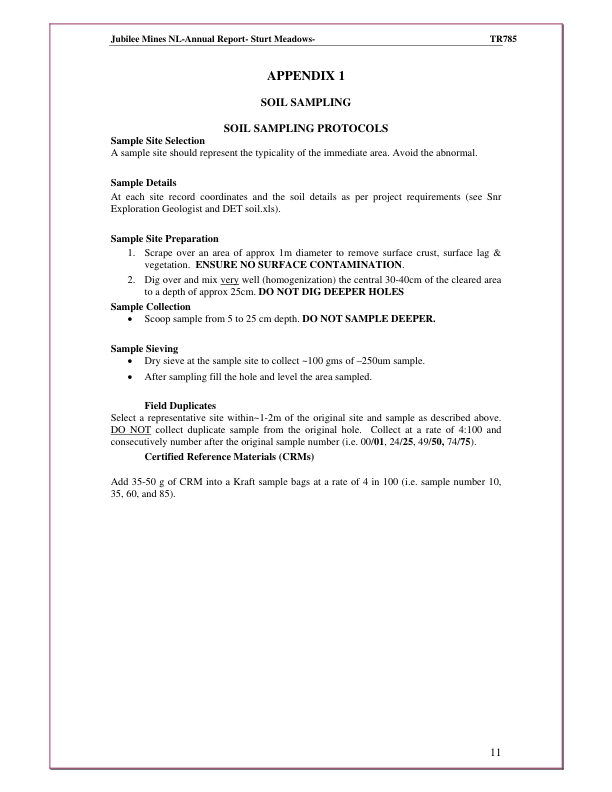 Jubilee Mines NL-Annual Report- Sturt Meadows- TR785
APPENDIX 1
SOIL SAMPLING
SOIL SAMPLING PROTOCOLS
Sample Site Selection
A sample site should represent the typicality of the immediate area. Avoid the abnormal.
Sample Details
At each site record coordinates and the soil details as per project requirements (see Snr
Exploration Geologist and DET soil.xls).
Sample Site Preparation
1. Scrape over an area of approx 1m diameter to remove surface crust, surface lag &
vegetation. ENSURE NO SURFACE CONTAMINATION.
2. Dig over and mix very well (homogenization) the central 30-40cm of the cleared area
to a depth of approx 25cm. DO NOT DIG DEEPER HOLES
Sample Collection
• Scoop sample from 5 to 25 cm depth. DO NOT SAMPLE DEEPER.
Sample Sieving
• Dry sieve at the sample site to collect ~100 gms of –250um sample.
• After sampling fill the hole and level the area sampled.
Field Duplicates
Select a representative site within~1-2m of the original site and sample as described above.
DO NOT collect duplicate sample from the original hole. Collect at a rate of 4:100 and
consecutively number after the original sample number (i.e. 00/01, 24/25, 49/50, 74/75).
Certified Reference Materials (CRMs)
Add 35-50 g of CRM into a Kraft sample bags at a rate of 4 in 100 (i.e. sample number 10,
35, 60, and 85).
11